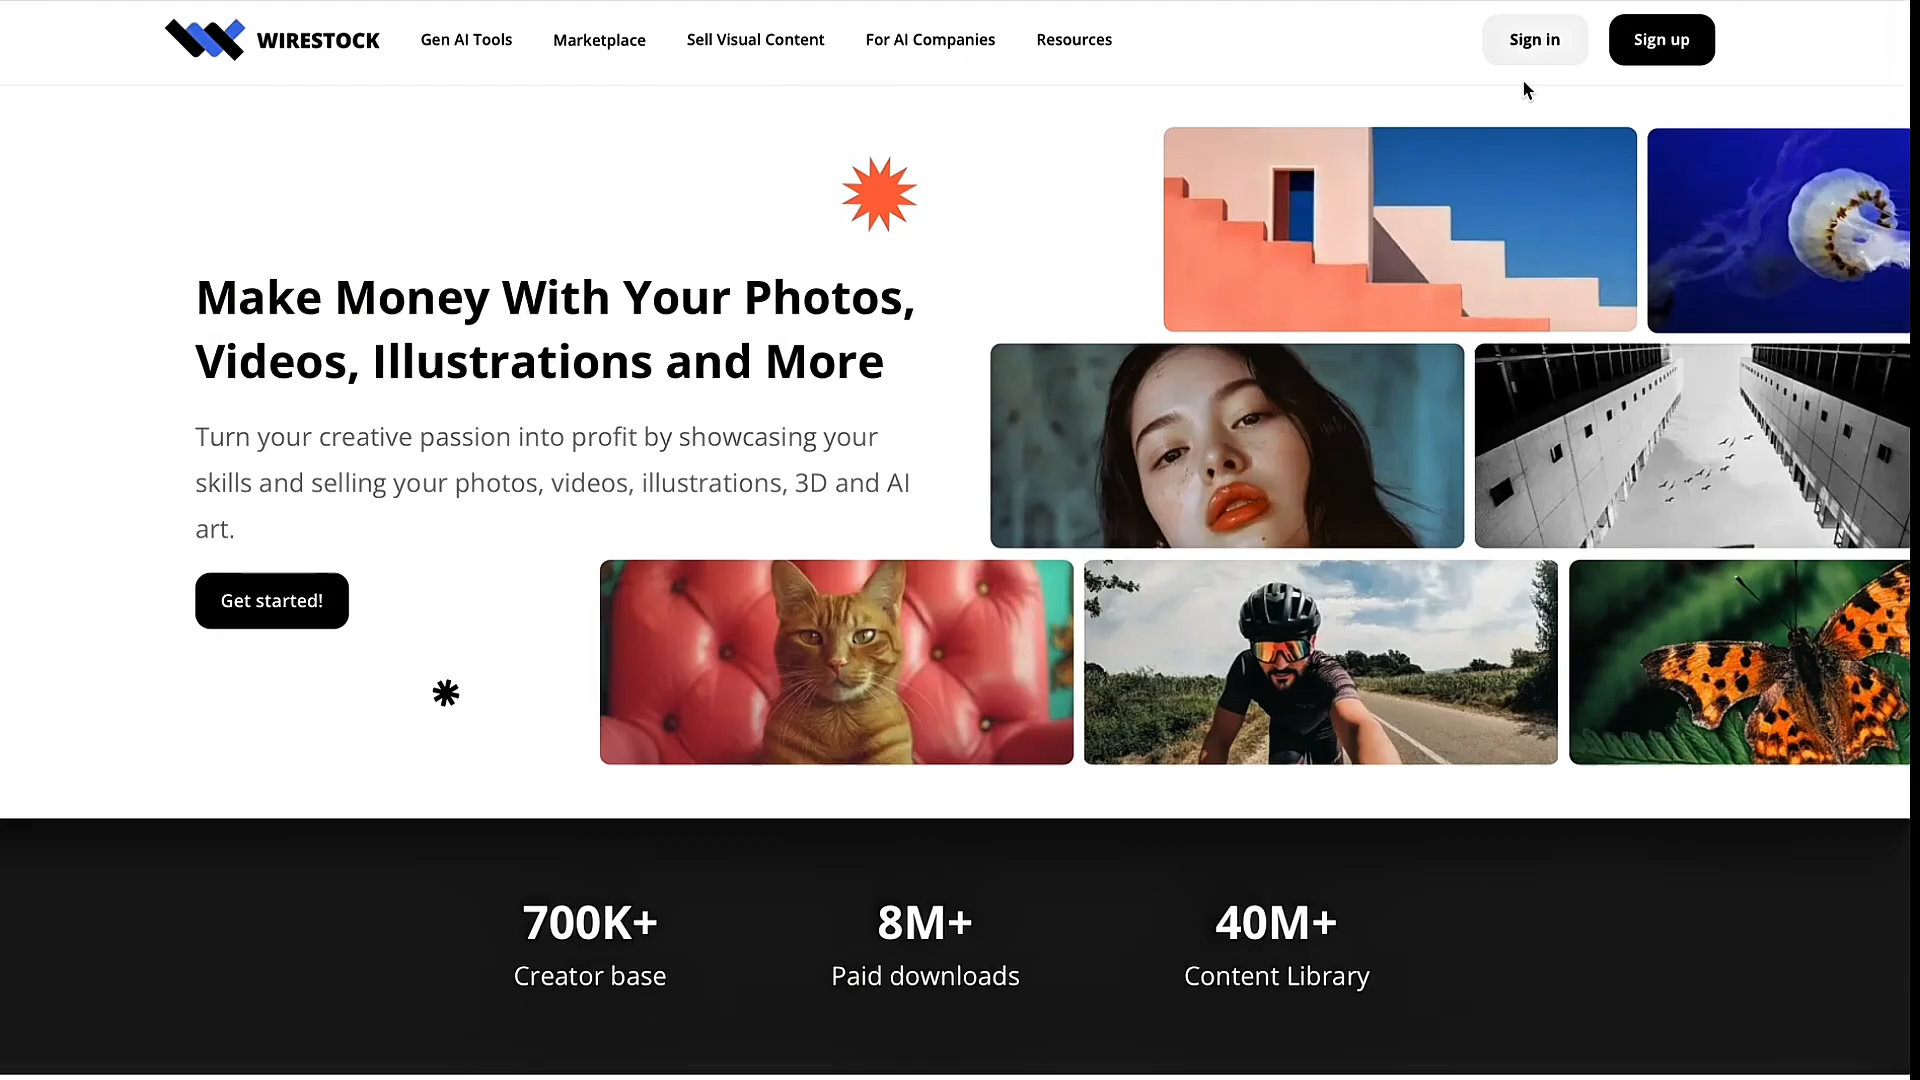 WIRESTOCK
Gen AI Tools
Marketplace
Sell Visual Content
For AI Companies
Resources
Sign in
Sign up
Make Money With Your Photos,
Videos, Illustrations and More
Turn your creative passion into profit by showcasing your
skills and selling your photos, videos, illustrations, 3D and AI
art.
Get started!
700K+
Creator base
8M+
Paid downloads
40M+
Content Library